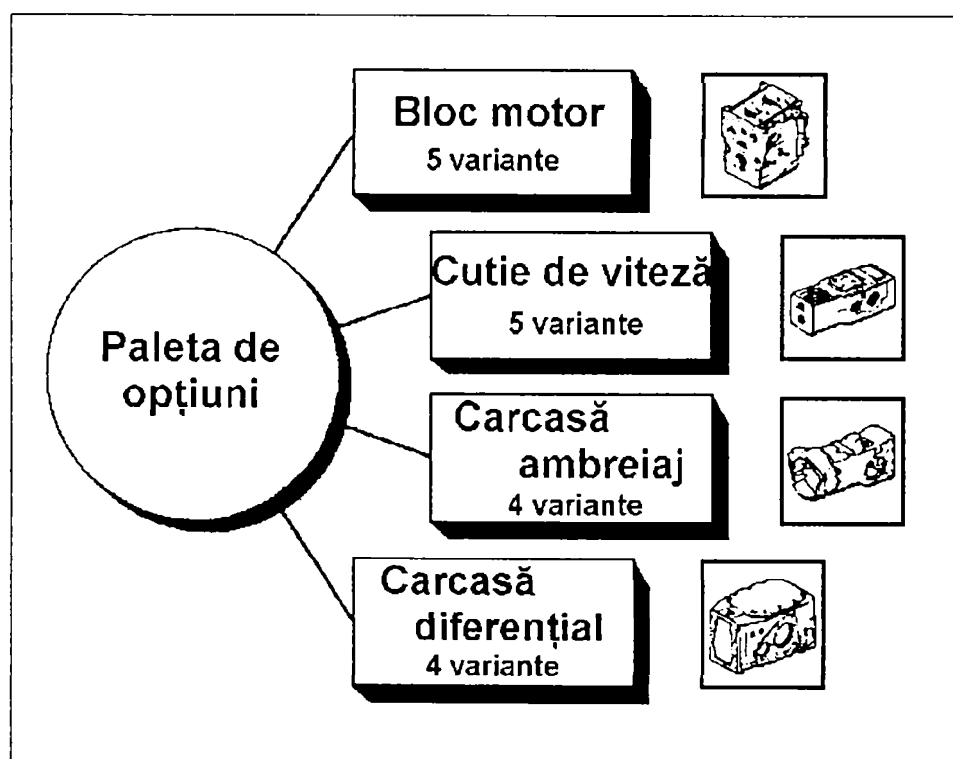 Bloc motor
5 variante
Cutie de viteză
5 variante
Paleta de
opțiuni
Carcasă
ambreiaj
4 variante
Carcasă
diferențial
4 variante